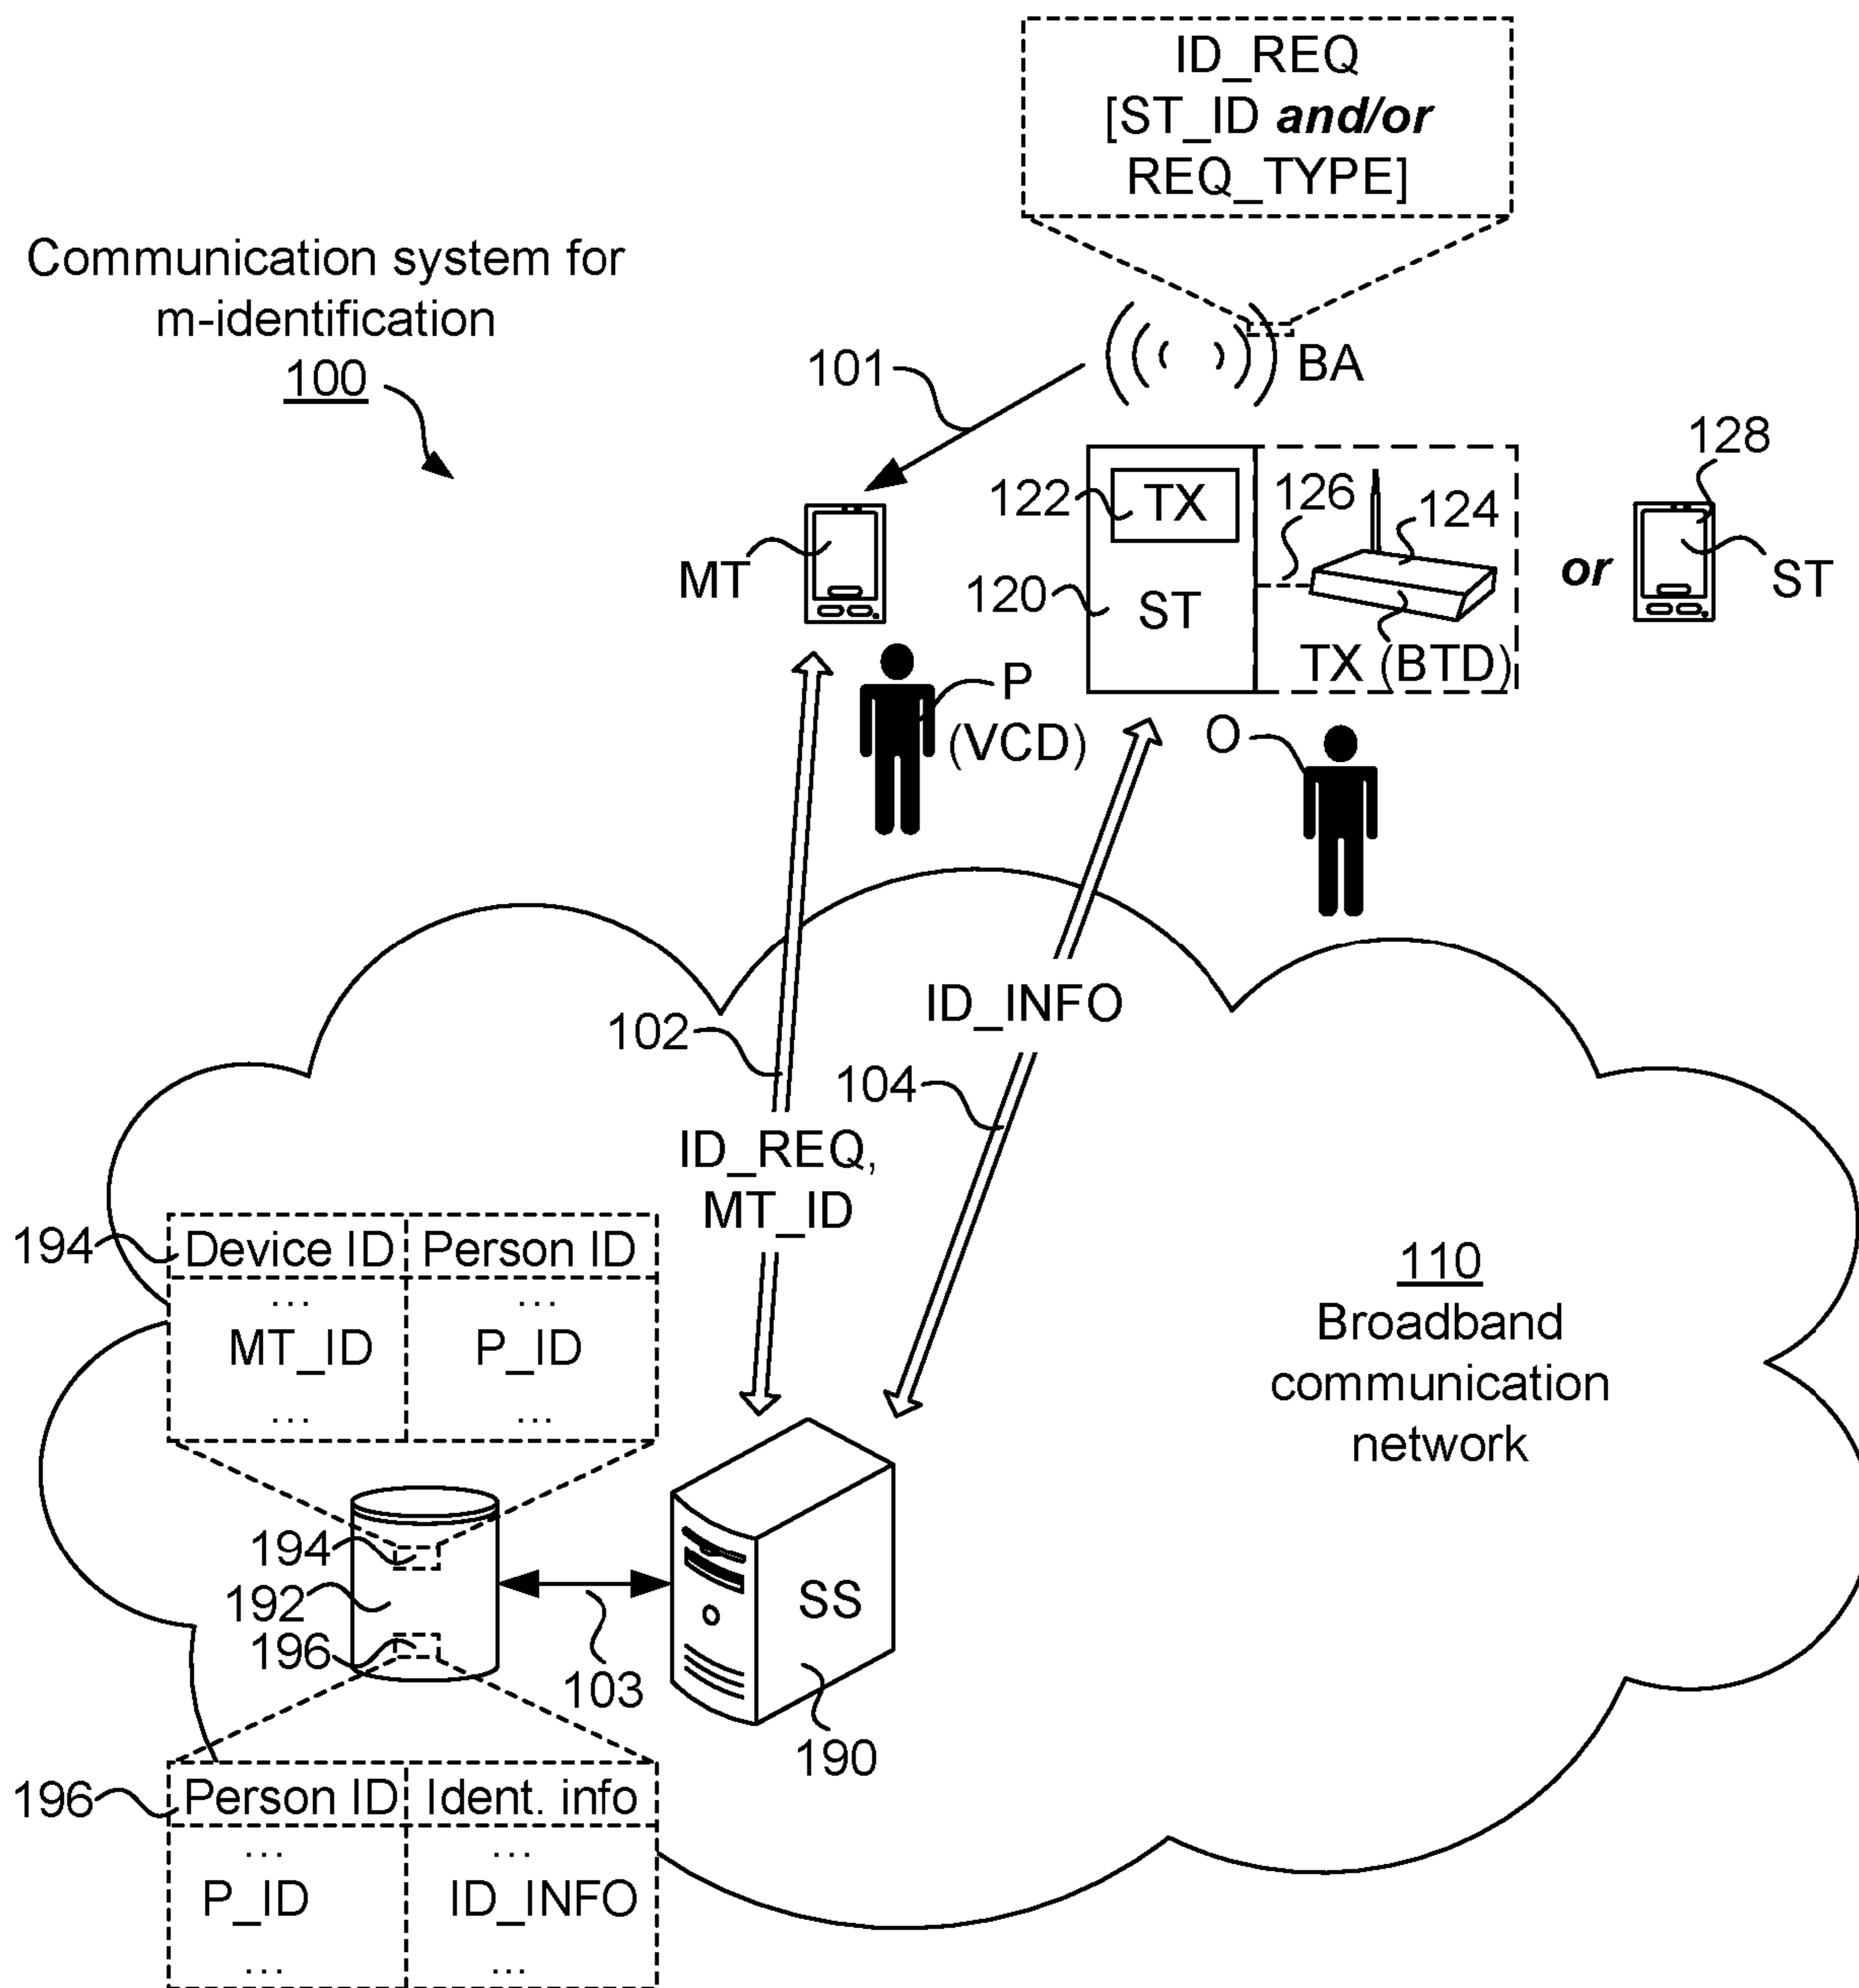 ID_REQ
[ST_ID and/or
REQ_TYPE]
Communication system for
m-identification
100
101
BA
128
122
TX
126
124
MT
120
ST
or
ST
TX (BTD)
P
(VCD)
O
102
ID_INFO
104
ID_REQ,
MT_ID
194
Device ID
Person ID
...
...
MT_ID
P_ID
...
...
110
Broadband
communication
network
194
192
196
SS
103
190
196
Person ID
Ident. info
...
...
P_ID
ID_INFO
...
...